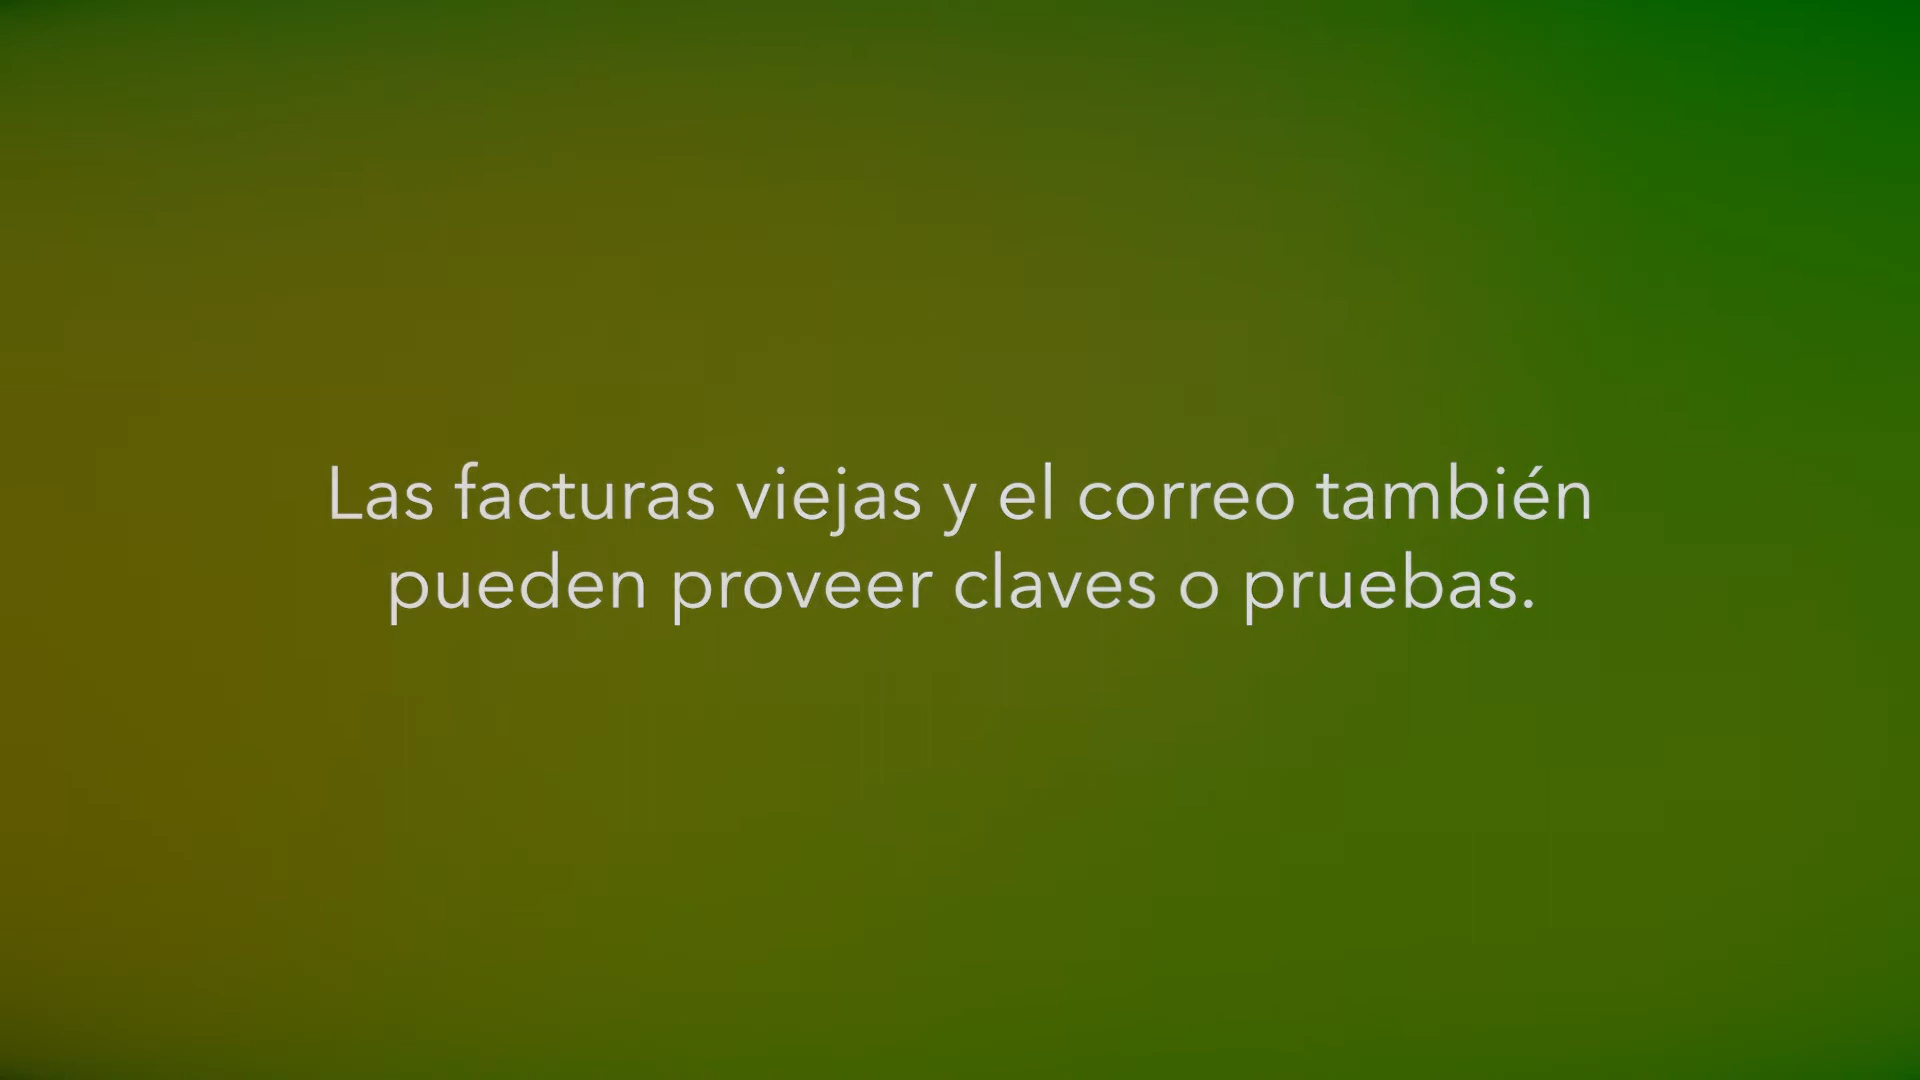 Las facturas viejas y el correo también
pueden proveer claves o pruebas.